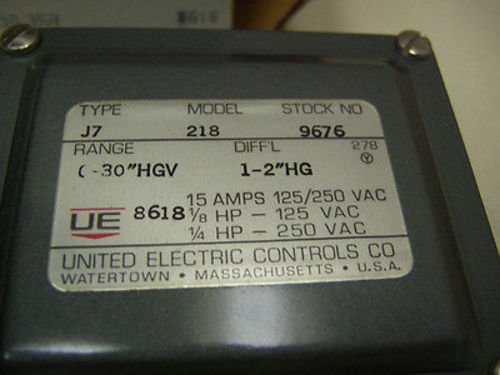 TYPE MODEL STOCK NO
J7 218 9676
RANGE DIFF'L 278
0-30"HGV 1-2"HG
15 AMPS 125/250 VAC
UE 8618 1/8 HP - 125 VAC
1/4 HP - 250 VAC
UNITED ELECTRIC CONTROLS CO
WATERTOWN • MASSACHUSETTS • U.S.A.